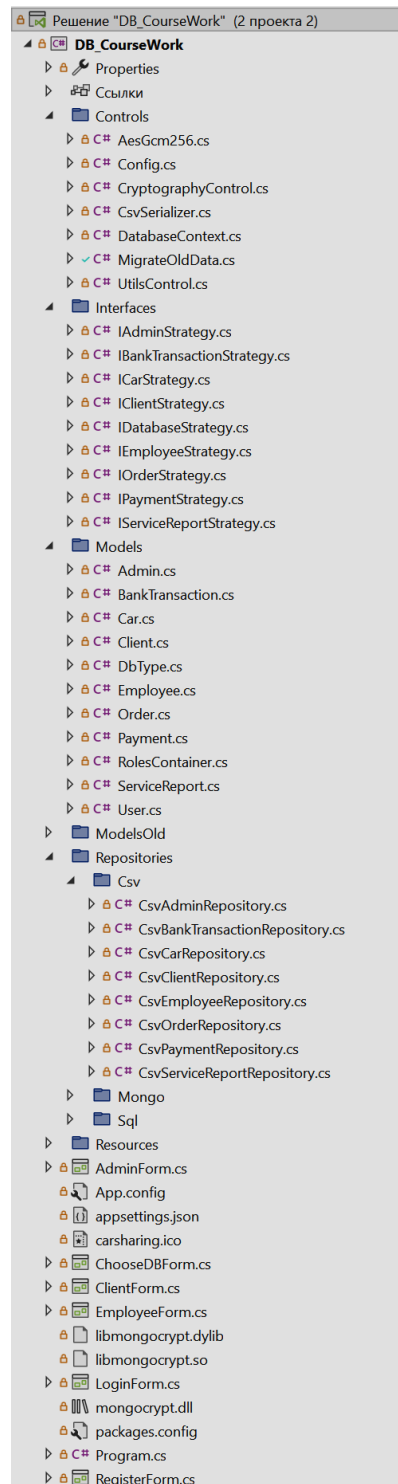 Решение "DB_CourseWork" (2 проекта 2)
C# DB_CourseWork
Properties
Ссылки
Controls
C# AesGcm256.cs
C# Config.cs
C# CryptographyControl.cs
C# CsvSerializer.cs
C# DatabaseContext.cs
C# MigrateOldData.cs
C# UtilsControl.cs
Interfaces
C# IAdminStrategy.cs
C# IBankTransactionStrategy.cs
C# ICarStrategy.cs
C# IClientStrategy.cs
C# IDatabaseStrategy.cs
C# IEmployeeStrategy.cs
C# IOrderStrategy.cs
C# IPaymentStrategy.cs
C# IServiceReportStrategy.cs
Models
C# Admin.cs
C# BankTransaction.cs
C# Car.cs
C# Client.cs
C# DbType.cs
C# Employee.cs
C# Order.cs
C# Payment.cs
C# RolesContainer.cs
C# ServiceReport.cs
C# User.cs
ModelsOld
Repositories
Csv
C# CsvAdminRepository.cs
C# CsvBankTransactionRepository.cs
C# CsvCarRepository.cs
C# CsvClientRepository.cs
C# CsvEmployeeRepository.cs
C# CsvOrderRepository.cs
C# CsvPaymentRepository.cs
C# CsvServiceReportRepository.cs
Mongo
Sql
Resources
AdminForm.cs
App.config
appsettings.json
carsharing.ico
ChooseDBForm.cs
ClientForm.cs
EmployeeForm.cs
libmongocrypt.dylib
libmongocrypt.so
LoginForm.cs
mongocrypt.dll
packages.config
C# Program.cs
RegisterForm.cs